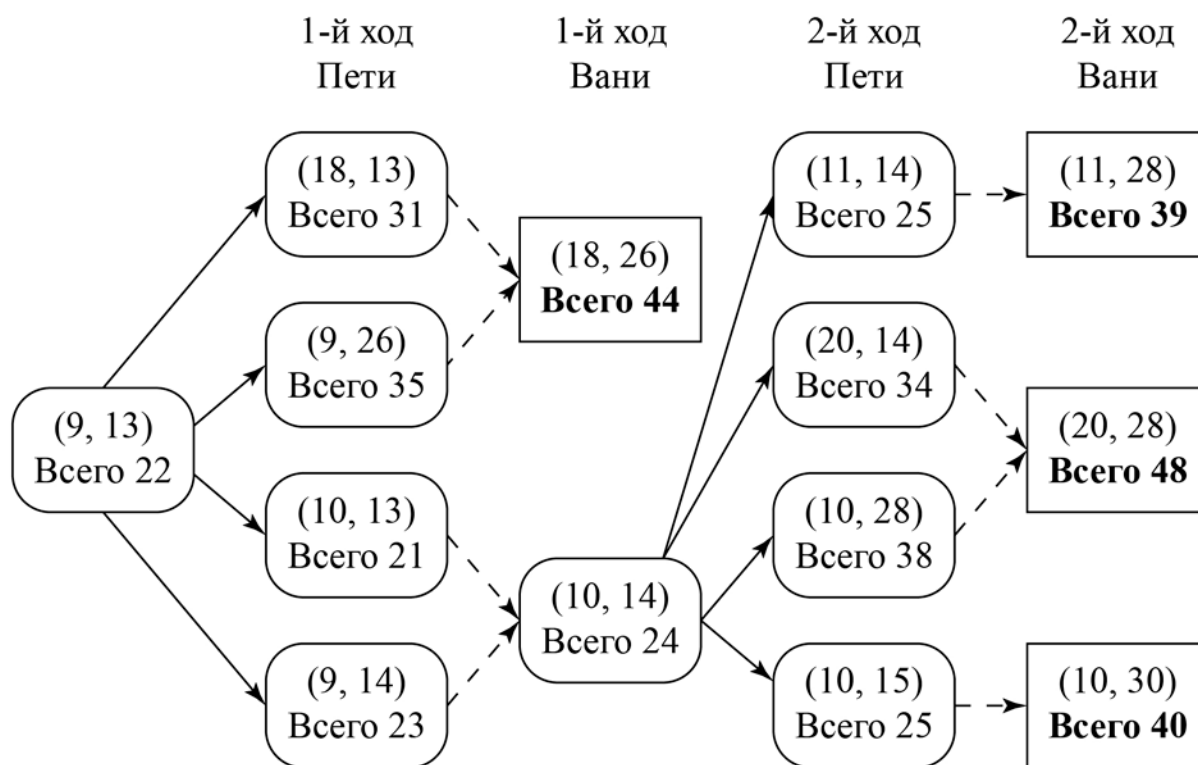 1-й ход
Пети
1-й ход
Вани
2-й ход
Пети
2-й ход
Вани
(9, 13)
Всего 22
(18, 13)
Всего 31
(9, 26)
Всего 35
(10, 13)
Всего 21
(9, 14)
Всего 23
(18, 26)
Всего 44
(10, 14)
Всего 24
(11, 14)
Всего 25
(20, 14)
Всего 34
(10, 28)
Всего 38
(10, 15)
Всего 25
(11, 28)
Всего 39
(20, 28)
Всего 48
(10, 30)
Всего 40